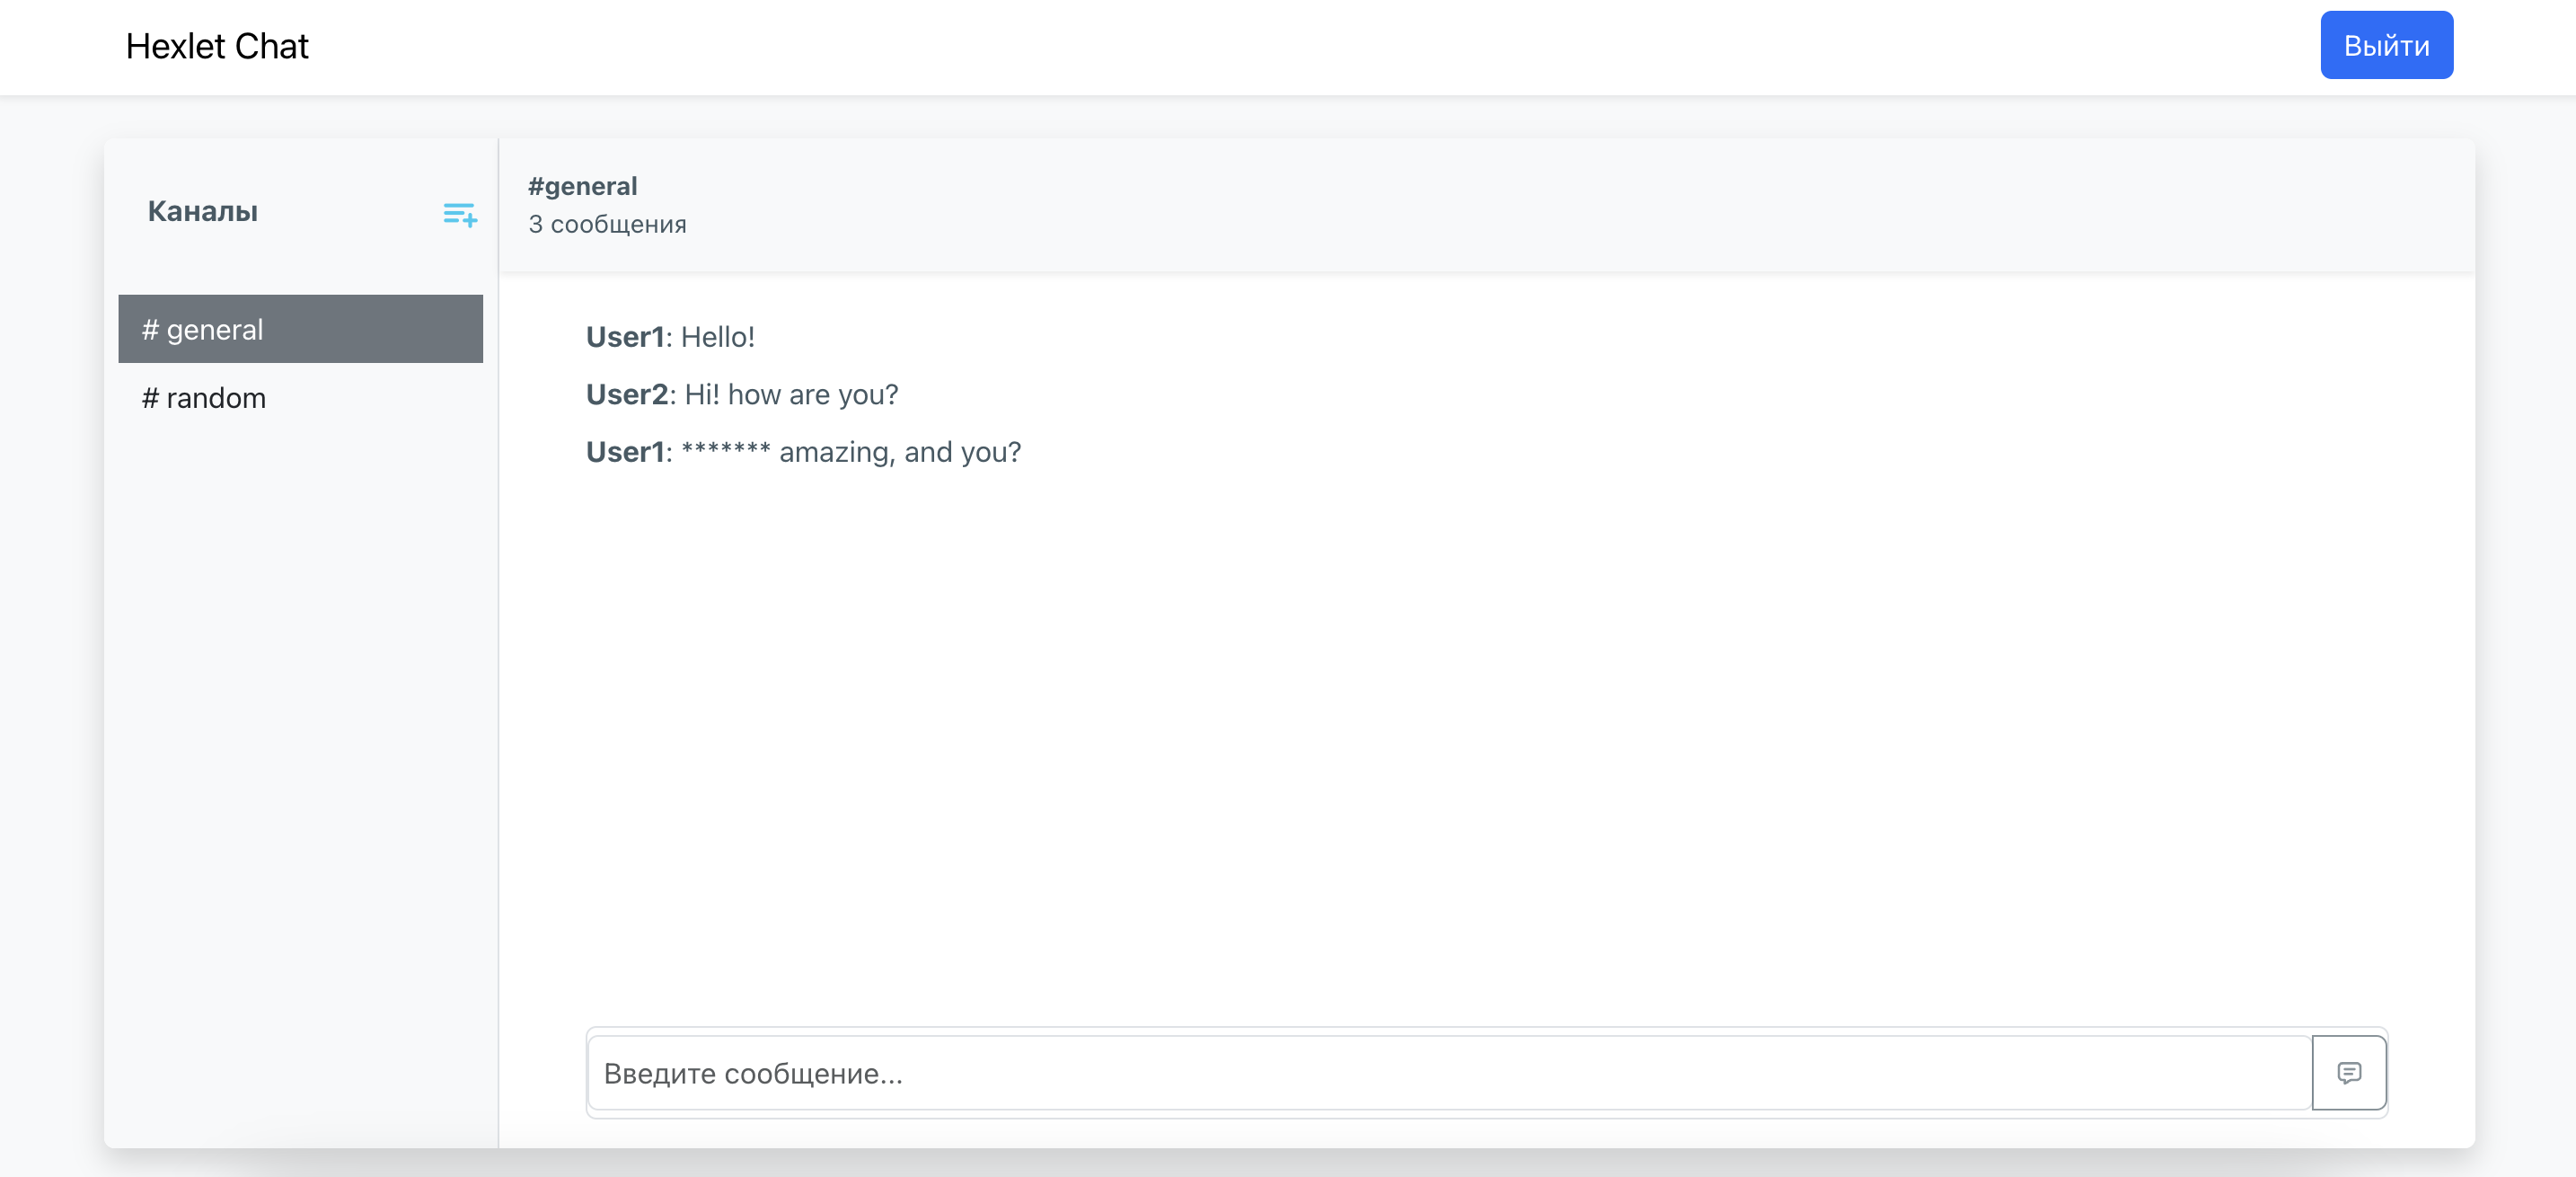 Hexlet Chat
Выйти
Каналы
# general
# random
#general
3 сообщения
User1: Hello!
User2: Hi! how are you?
User1: ******* amazing, and you?
Введите сообщение...